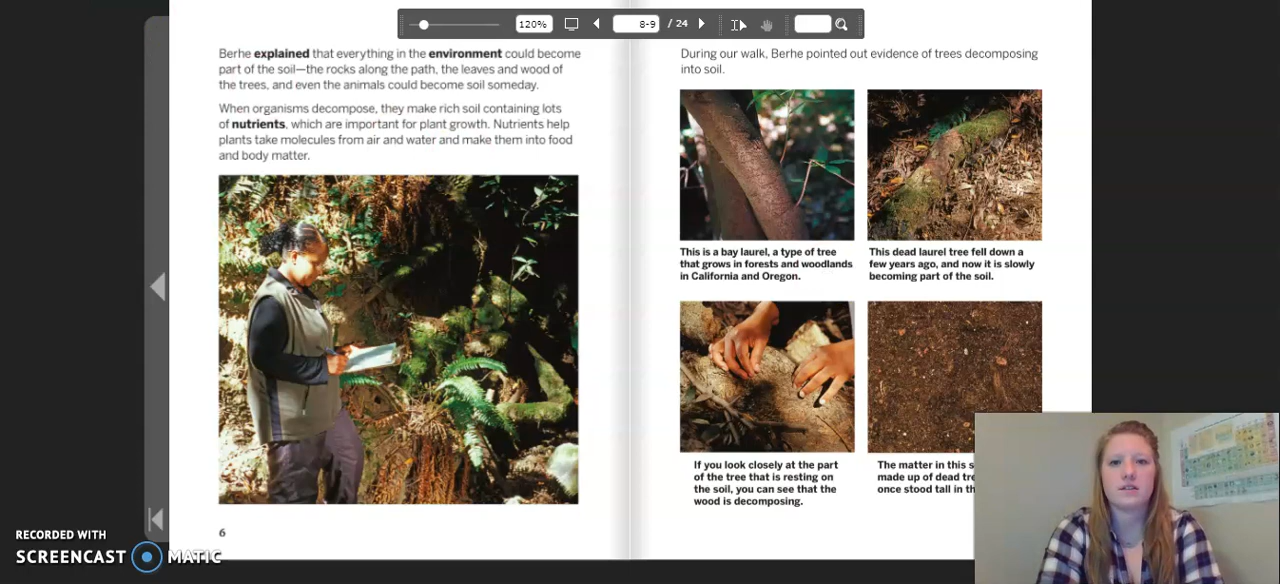 120%
8-9 / 24
Berhe explained that everything in the environment could become
part of the soil—the rocks along the path, the leaves and wood of
the trees, and even the animals could become soil someday.
When organisms decompose, they make rich soil containing lots
of nutrients, which are important for plant growth. Nutrients help
plants take molecules from air and water and make them into food
and body matter.
6
During our walk, Berhe pointed out evidence of trees decomposing
into soil.
This is a bay laurel, a type of tree
that grows in forests and woodlands
in California and Oregon.
This dead laurel tree fell down a
few years ago, and now it is slowly
becoming part of the soil.
If you look closely at the part
of the tree that is resting on
the soil, you can see that the
wood is decomposing.
The matter in this s
made up of dead tre
once stood tall in th
RECORDED WITH
SCREENCAST MATIC